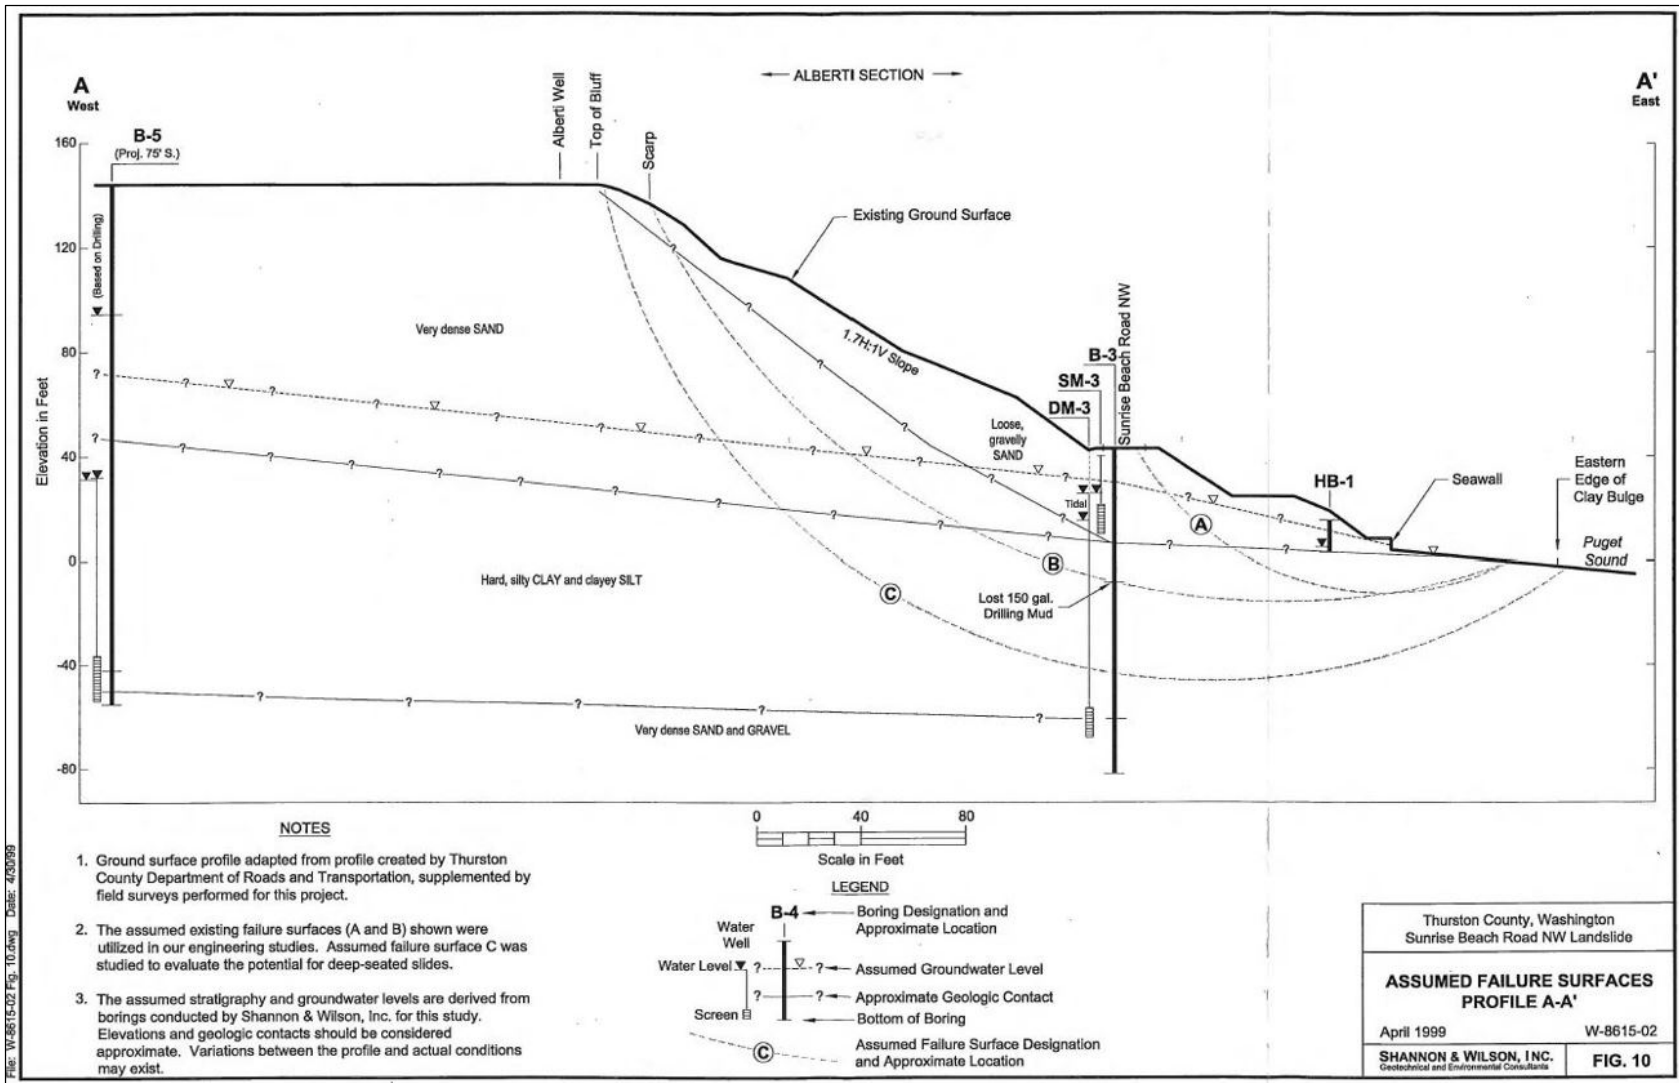 ALBERTI SECTION
A
West
A'
East
B-5
(Proj. 75' S.)
Alberti Well
Top of Bluff
Scarp
160
120
80
40
0
-40
-80
Elevation in Feet
(Based on Drilling)
Existing Ground Surface
Very dense SAND
1.7H:1V Slope
Sunrise Beach Road NW
B-3
SM-3
DM-3
Loose,
gravelly
SAND
Tidal
HB-1
Seawall
Eastern
Edge of
Clay Bulge
Puget
Sound
A
B
C
Hard, silty CLAY and clayey SILT
Lost 150 gal.
Drilling Mud
Very dense SAND and GRAVEL
0 40 80
Scale in Feet
NOTES
1. Ground surface profile adapted from profile created by Thurston
County Department of Roads and Transportation, supplemented by
field surveys performed for this project.
2. The assumed existing failure surfaces (A and B) shown were
utilized in our engineering studies. Assumed failure surface C was
studied to evaluate the potential for deep-seated slides.
3. The assumed stratigraphy and groundwater levels are derived from
borings conducted by Shannon & Wilson, Inc. for this study.
Elevations and geologic contacts should be considered
approximate. Variations between the profile and actual conditions
may exist.
LEGEND
B-4
Boring Designation and
Approximate Location
Water
Well
Water Level
? ? Assumed Groundwater Level
? ? Approximate Geologic Contact
Screen
Bottom of Boring
C
Assumed Failure Surface Designation
and Approximate Location
Thurston County, Washington
Sunrise Beach Road NW Landslide
ASSUMED FAILURE SURFACES
PROFILE A-A'
April 1999 W-8615-02
SHANNON & WILSON, INC.
Geotechnical and Environmental Consultants
FIG. 10
File: W-8615-02 Fig. 10.dwg Date: 4/30/99